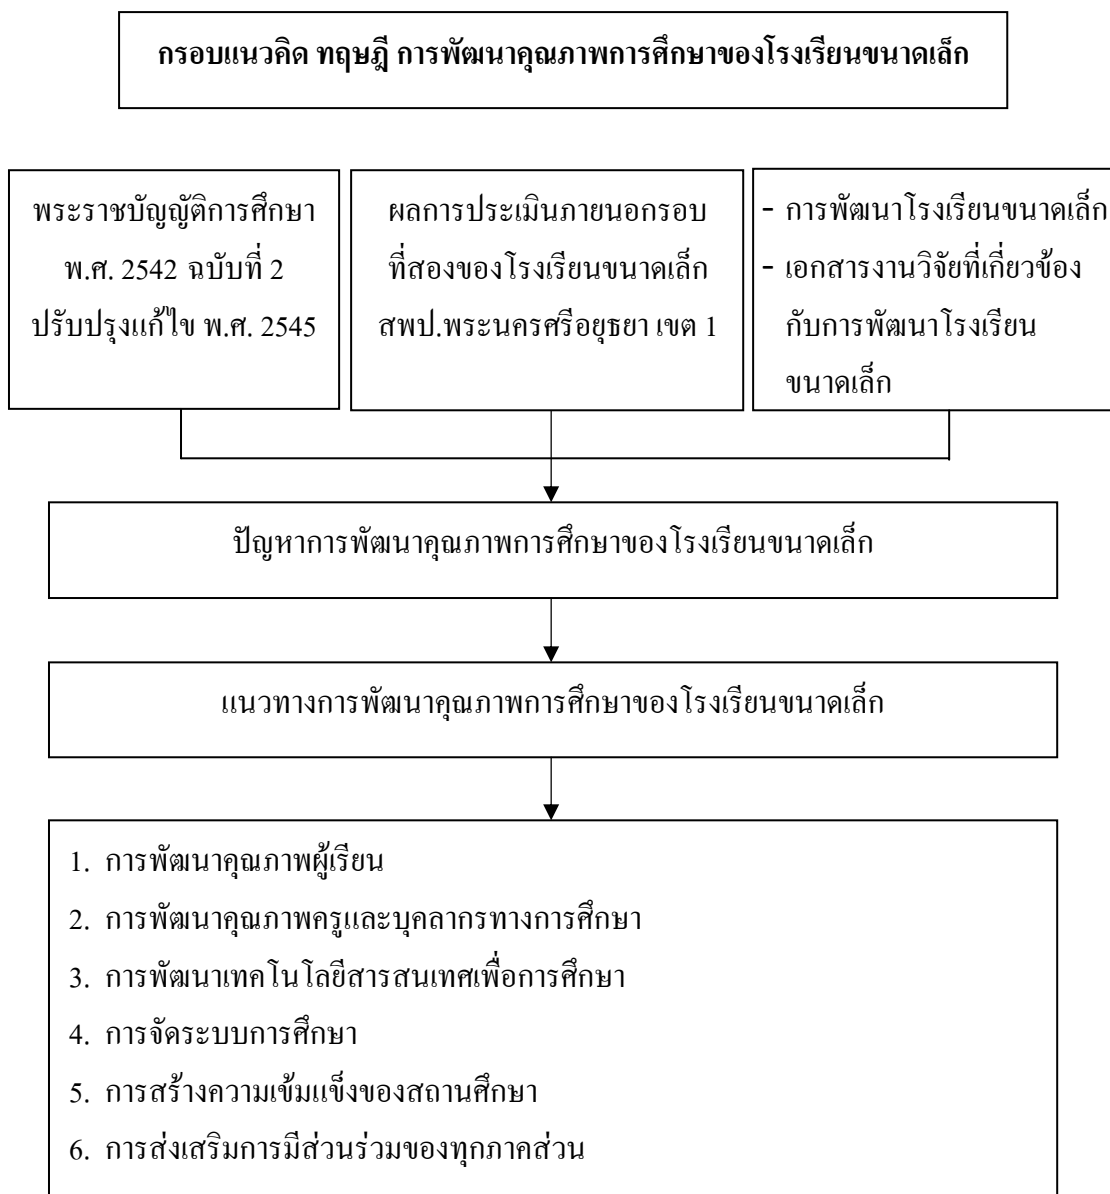 กรอบแนวคิด ทฤษฎี การพัฒนาคุณภาพการศึกษาของโรงเรียนขนาดเล็ก
พระราชบัญญัติการศึกษา
พ.ศ. 2542 ฉบับที่ 2
ปรับปรุงแก้ไข พ.ศ. 2545
ผลการประเมินภายนอกรอบ
ที่สองของโรงเรียนขนาดเล็ก
สพป.พระนครศรีอยุธยา เขต 1
- การพัฒนาโรงเรียนขนาดเล็ก
- เอกสารงานวิจัยที่เกี่ยวข้อง
กับการพัฒนาโรงเรียน
ขนาดเล็ก
ปัญหาการพัฒนาคุณภาพการศึกษาของโรงเรียนขนาดเล็ก
แนวทางการพัฒนาคุณภาพการศึกษาของโรงเรียนขนาดเล็ก
1. การพัฒนาคุณภาพผู้เรียน
2. การพัฒนาคุณภาพครูและบุคลากรทางการศึกษา
3. การพัฒนาเทคโนโลยีสารสนเทศเพื่อการศึกษา
4. การจัดระบบการศึกษา
5. การสร้างความเข้มแข็งของสถานศึกษา
6. การส่งเสริมการมีส่วนร่วมของทุกภาคส่วน